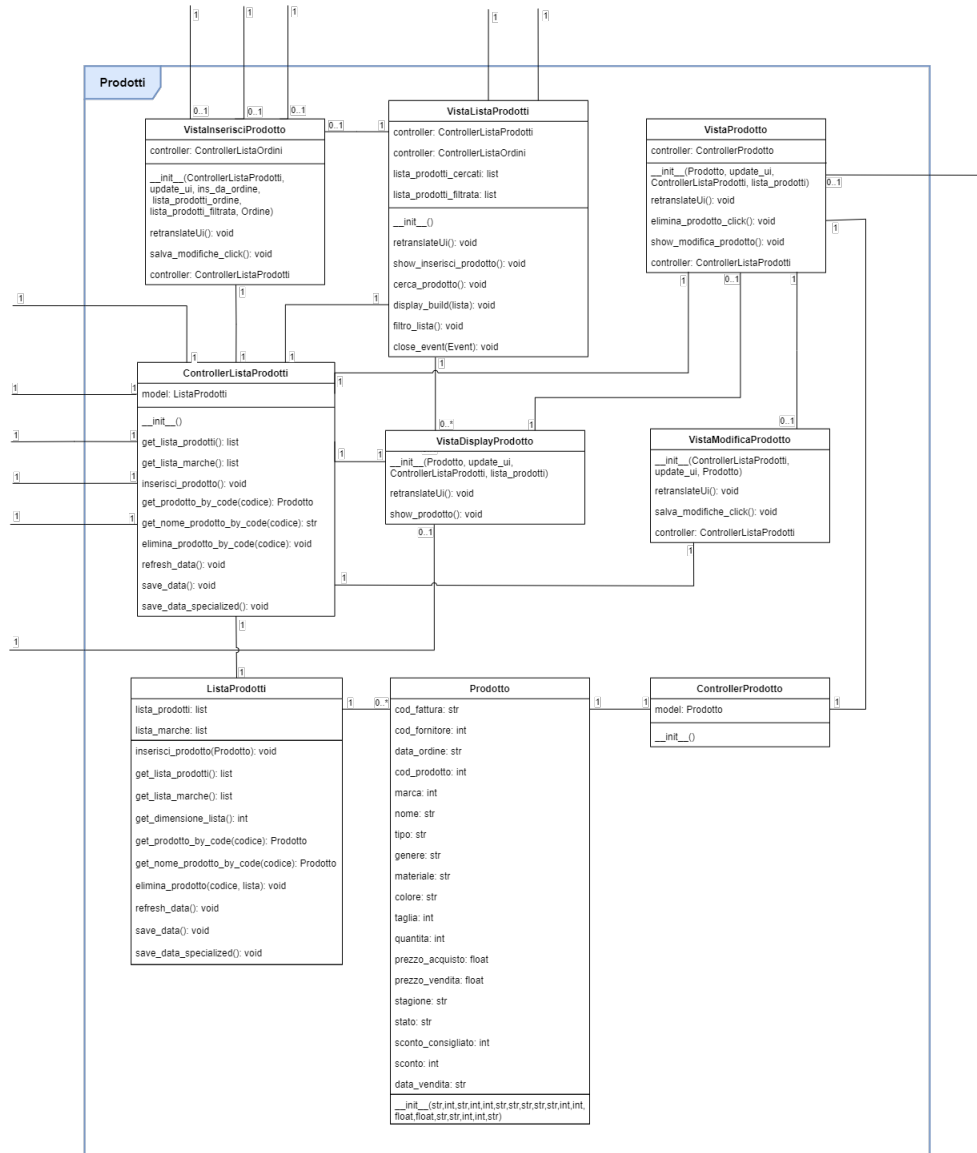 1
1
1
1
1
Prodotti
0..1
0..1
0..1
VistaInserisciProdotto
controller: ControllerListaOrdini
__init__(ControllerListaProdotti,
update_ui, ins_da_ordine,
lista_prodotti_ordine,
lista_prodotti_filtrata, Ordine)
retranslateUi(): void
salva_modifiche_click(): void
controller: ControllerListaProdotti
0..1
1
1
1
VistaListaProdotti
controller: ControllerListaProdotti
controller: ControllerListaOrdini
lista_prodotti_cercati: list
lista_prodotti_filtrata: list
__init__()
retranslateUi(): void
show_inserisci_prodotto(): void
cerca_prodotto(): void
display_build(lista): void
filtro_lista(): void
close_event(Event): void
VistaProdotto
controller: ControllerProdotto
__init__(Prodotto, update_ui,
ControllerListaProdotti, lista_prodotti)
retranslateUi(): void
elimina_prodotto_click(): void
show_modifica_prodotto(): void
controller: ControllerListaProdotti
0..1
1
1
1
1
0..1
1
1
1
1
1
1
ControllerListaProdotti
model: ListaProdotti
__init__()
get_lista_prodotti(): list
get_lista_marche(): list
inserisci_prodotto(): void
get_prodotto_by_code(codice): Prodotto
get_nome_prodotto_by_code(codice): str
elimina_prodotto_by_code(codice): void
refresh_data(): void
save_data(): void
save_data_specialized(): void
1
1
1
1
1
1
1
1
1
1
1
1
0..*
1
0..1
VistaDisplayProdotto
__init__(Prodotto, update_ui,
ControllerListaProdotti, lista_prodotti)
retranslateUi(): void
show_prodotto(): void
0..1
VistaModificaProdotto
__init__(ControllerListaProdotti,
update_ui, Prodotto)
retranslateUi(): void
salva_modifiche_click(): void
controller: ControllerListaProdotti
1
1
1
1
1
ListaProdotti
lista_prodotti: list
lista_marche: list
inserisci_prodotto(Prodotto): void
get_lista_prodotti(): list
get_lista_marche(): list
get_dimensione_lista(): int
get_prodotto_by_code(codice): Prodotto
get_nome_prodotto_by_code(codice): Prodotto
elimina_prodotto(codice, lista): void
refresh_data(): void
save_data(): void
save_data_specialized(): void
1
0..*
Prodotto
cod_fattura: str
cod_fornitore: int
data_ordine: str
cod_prodotto: int
marca: int
nome: str
tipo: str
genere: str
materiale: str
colore: str
taglia: int
quantita: int
prezzo_acquisto: float
prezzo_vendita: float
stagione: str
stato: str
sconto_consigliato: int
sconto: int
data_vendita: str
__init__(str,int,str,int,int,str,str,str,str,str,int,int,
float,float,str,str,int,int,str)
1
1
ControllerProdotto
model: Prodotto
__init__()
1